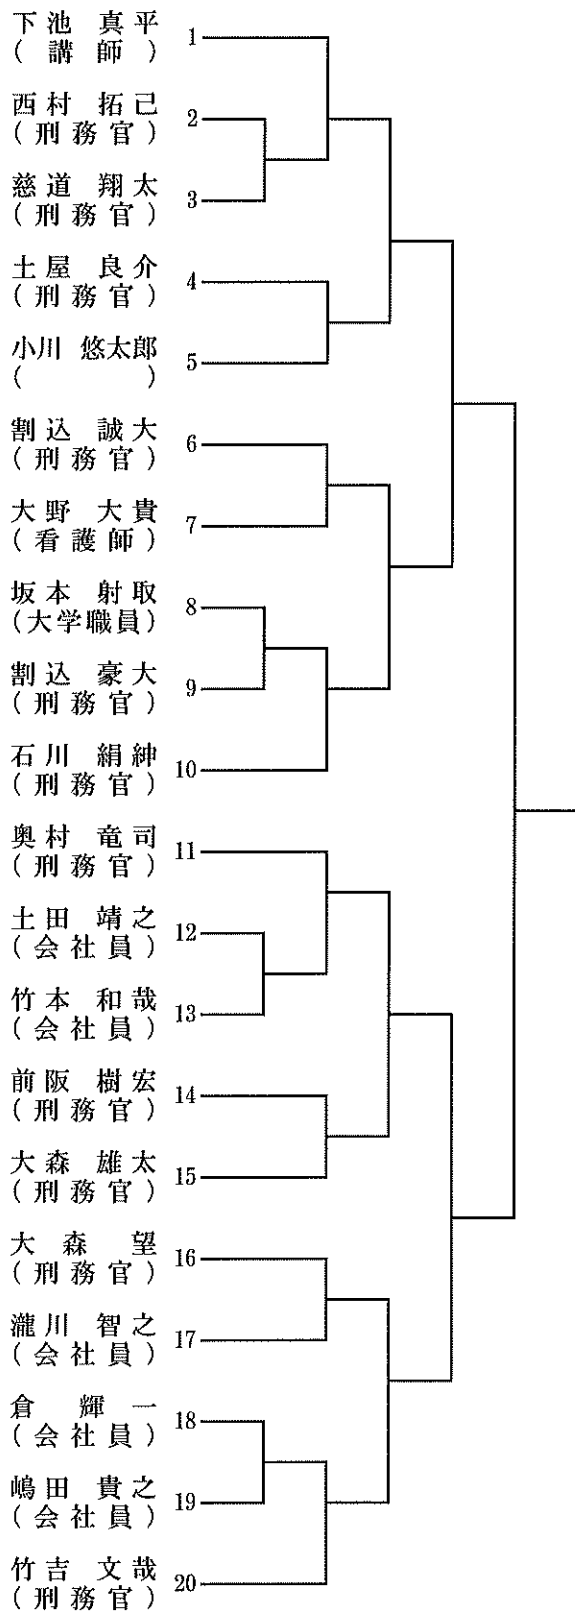 下池 真平
（講師） 1
西村 拓己
（刑務官） 2
慈道 翔太
（刑務官） 3
土屋 良介
（刑務官） 4
小川 悠太郎
（ ） 5
割込 誠大
（刑務官） 6
大野 大貴
（看護師） 7
坂本 射取
（大学職員） 8
割込 豪大
（刑務官） 9
石川 絹紳
（刑務官） 10
奥村 竜司
（刑務官） 11
土田 靖之
（会社員） 12
竹本 和哉
（会社員） 13
前阪 樹宏
（刑務官） 14
大森 雄太
（刑務官） 15
大森 望
（刑務官） 16
瀧川 智之
（会社員） 17
倉 輝一
（会社員） 18
嶋田 貴之
（会社員） 19
竹吉 文哉
（刑務官） 20